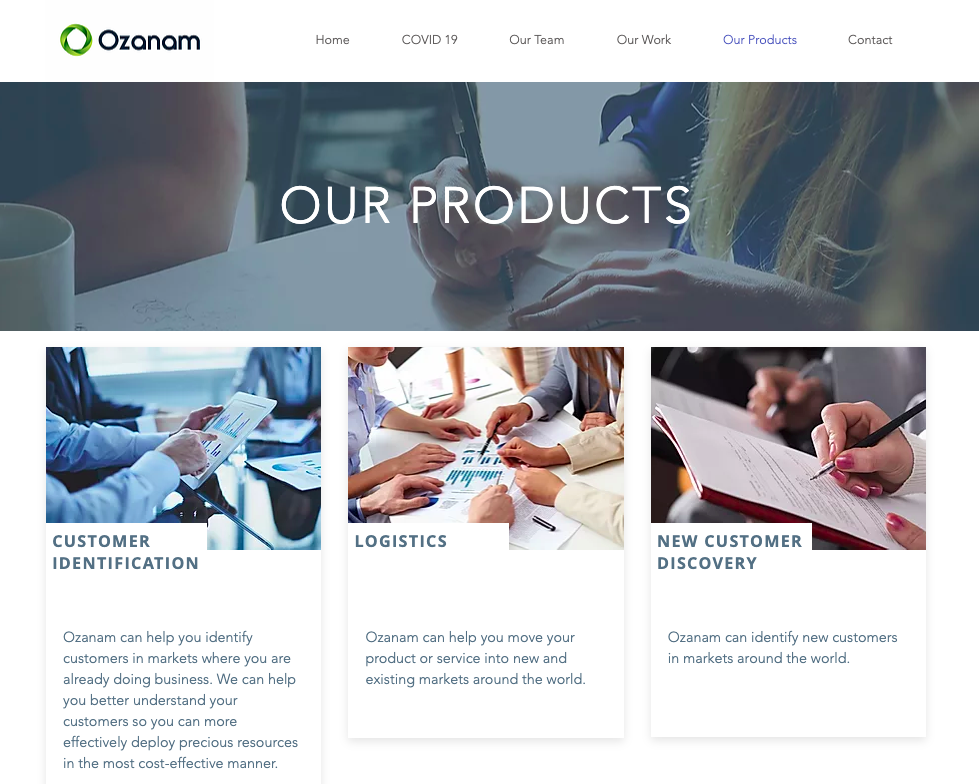 Ozanam
Home
COVID 19
Our Team
Our Work
Our Products
Contact
OUR PRODUCTS
CUSTOMER
IDENTIFICATION
Ozanam can help you identify
customers in markets where you are
already doing business. We can help
you better understand your
customers so you can more
effectively deploy precious resources
in the most cost-effective manner.
LOGISTICS
Ozanam can help you move your
product or service into new and
existing markets around the world.
NEW CUSTOMER
DISCOVERY
Ozanam can identify new customers
in markets around the world.